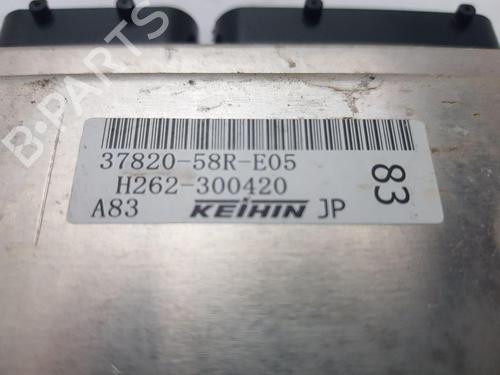 B-PARTS
37820-58R-E05
H262-300420
A83 KEIHIN JP
83